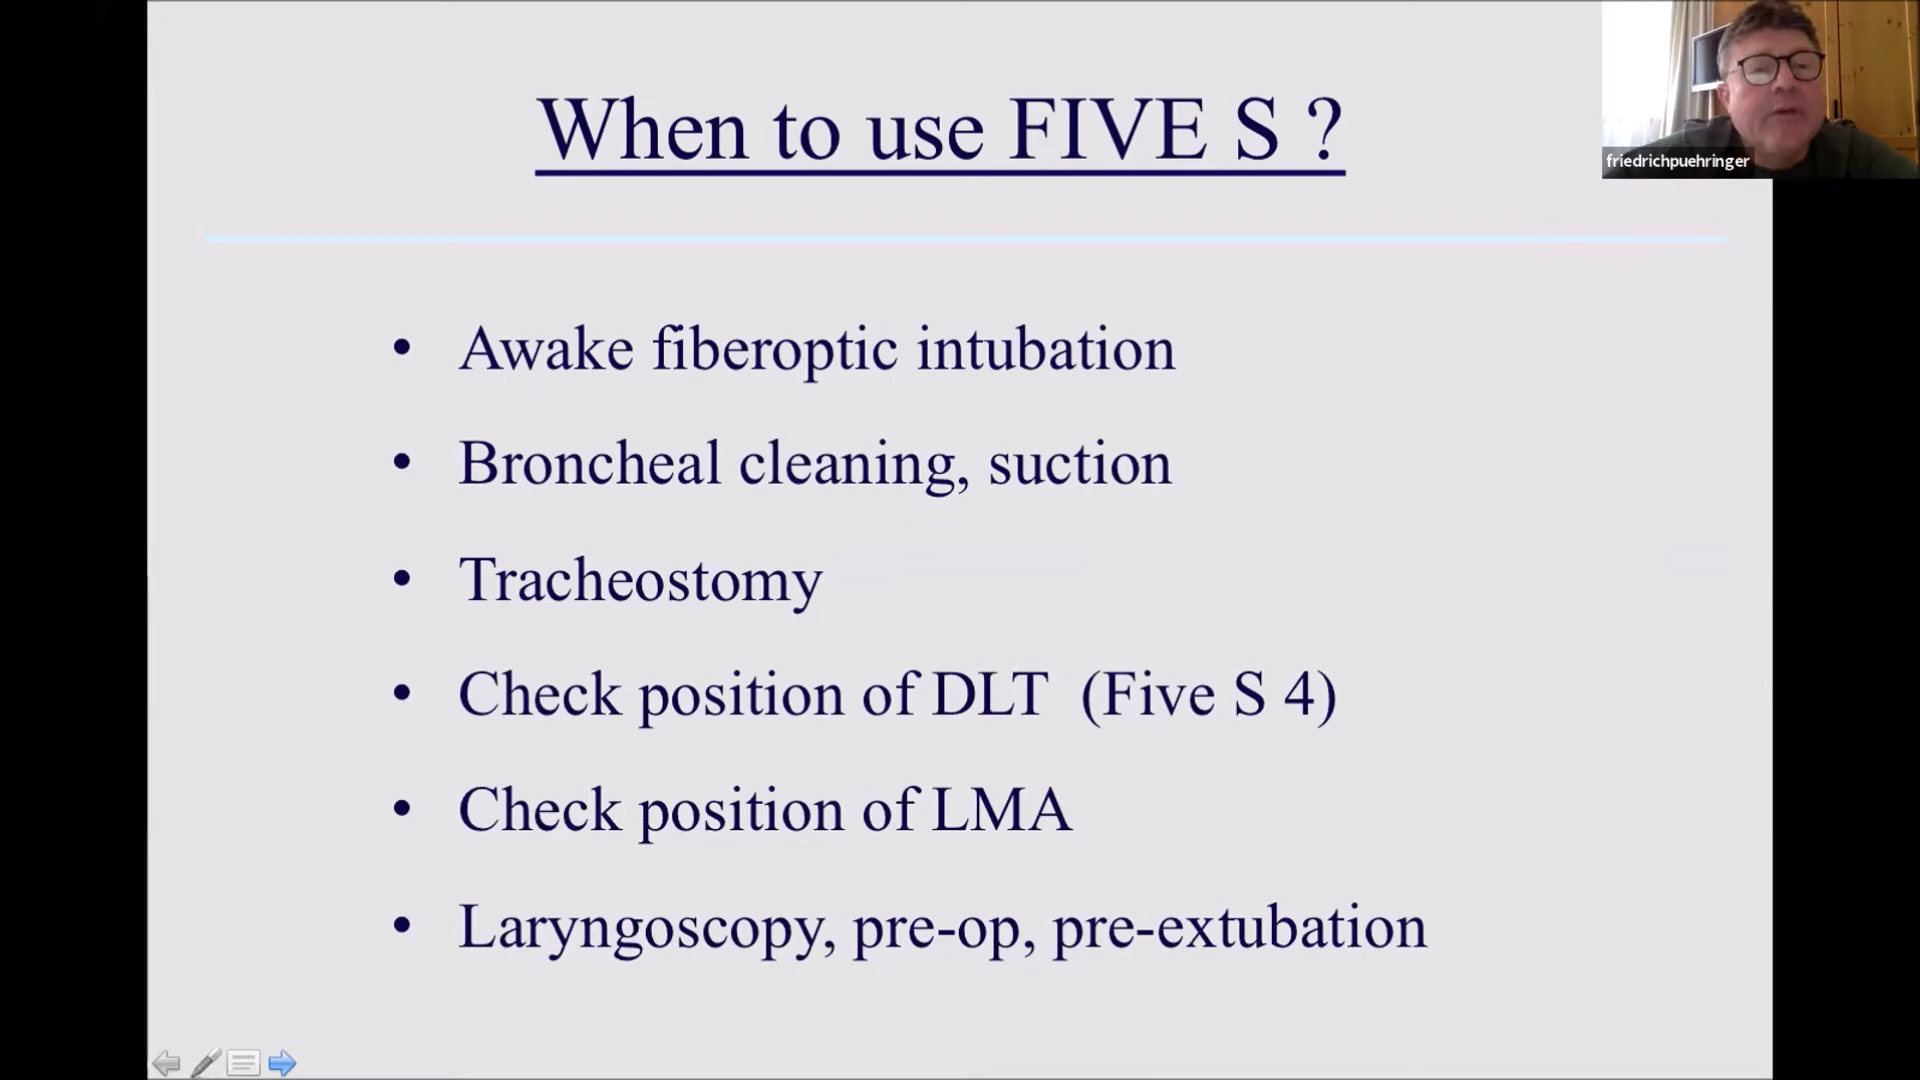 When to use FIVE S ?
friedrichpuehringer
• Awake fiberoptic intubation
• Broncheal cleaning, suction
• Tracheostomy
• Check position of DLT (Five S 4)
• Check position of LMA
• Laryngoscopy, pre-op, pre-extubation